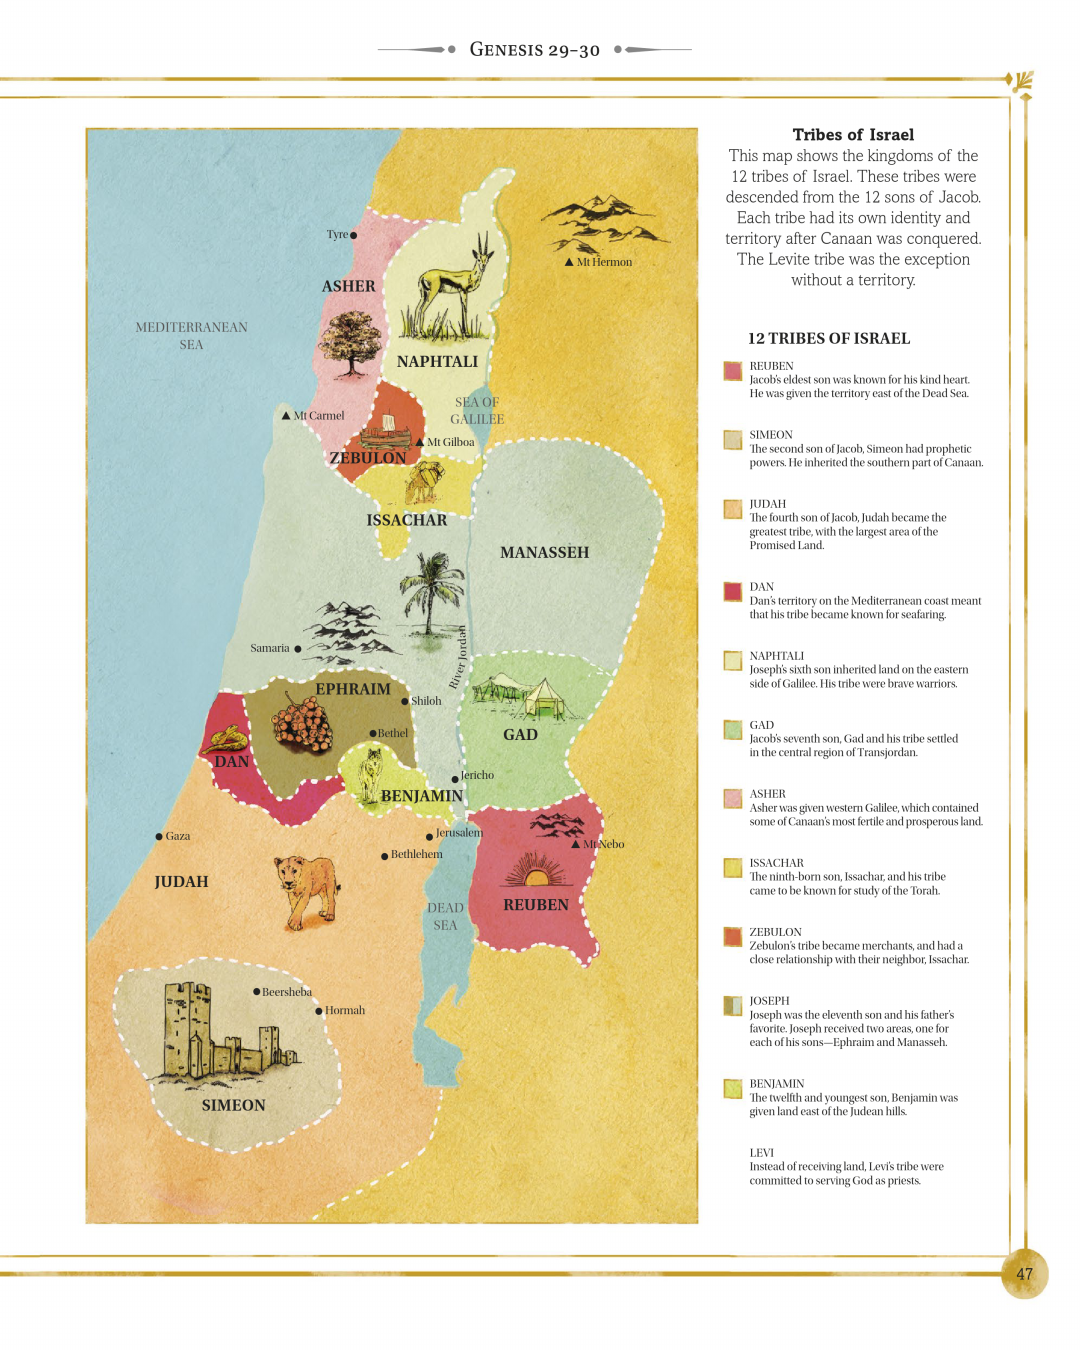 Genesis 29–30
Tribes of Israel
This map shows the kingdoms of the
12 tribes of Israel. These tribes were
descended from the 12 sons of Jacob.
Each tribe had its own identity and
territory after Canaan was conquered.
The Levite tribe was the exception
without a territory.
12 TRIBES OF ISRAEL
REUBEN
Jacob's eldest son was known for his kind heart.
He was given the territory east of the Dead Sea.
SIMEON
The second son of Jacob, Simeon had prophetic
powers. He inherited the southern part of Canaan.
JUDAH
The fourth son of Jacob, Judah became the
greatest tribe, with the largest area of the
Promised Land.
DAN
Dan's territory on the Mediterranean coast meant
that his tribe became known for seafaring.
NAPHTALI
Joseph's sixth son inherited land on the eastern
side of Galilee. His tribe were brave warriors.
GAD
Jacob's seventh son, Gad and his tribe settled
in the central region of Transjordan.
ASHER
Asher was given western Galilee, which contained
some of Canaan's most fertile and prosperous land.
ISSACHAR
The ninth-born son, Issachar, and his tribe
came to be known for study of the Torah.
ZEBULON
Zebulon's tribe became merchants, and had a
close relationship with their neighbor, Issachar.
JOSEPH
Joseph was the eleventh son and his father's
favorite. Joseph received two areas, one for
each of his sons—Ephraim and Manasseh.
BENJAMIN
The twelfth and youngest son, Benjamin was
given land east of the Judean hills.
LEVI
Instead of receiving land, Levi's tribe were
committed to serving God as priests.
Tyre
Mt Hermon
ASHER
MEDITERRANEAN
SEA
NAPHTALI
SEA OF
GALILEE
Mt Carmel
Mt Gilboa
ZEBULON
ISSACHAR
MANASSEH
River Jordan
Samaria
EPHRAIM
Shiloh
Bethel
GAD
DAN
Jericho
BENJAMIN
Jerusalem
Gaza
Mt Nebo
Bethlehem
JUDAH
REUBEN
DEAD
SEA
Beersheba
Hormah
SIMEON
47